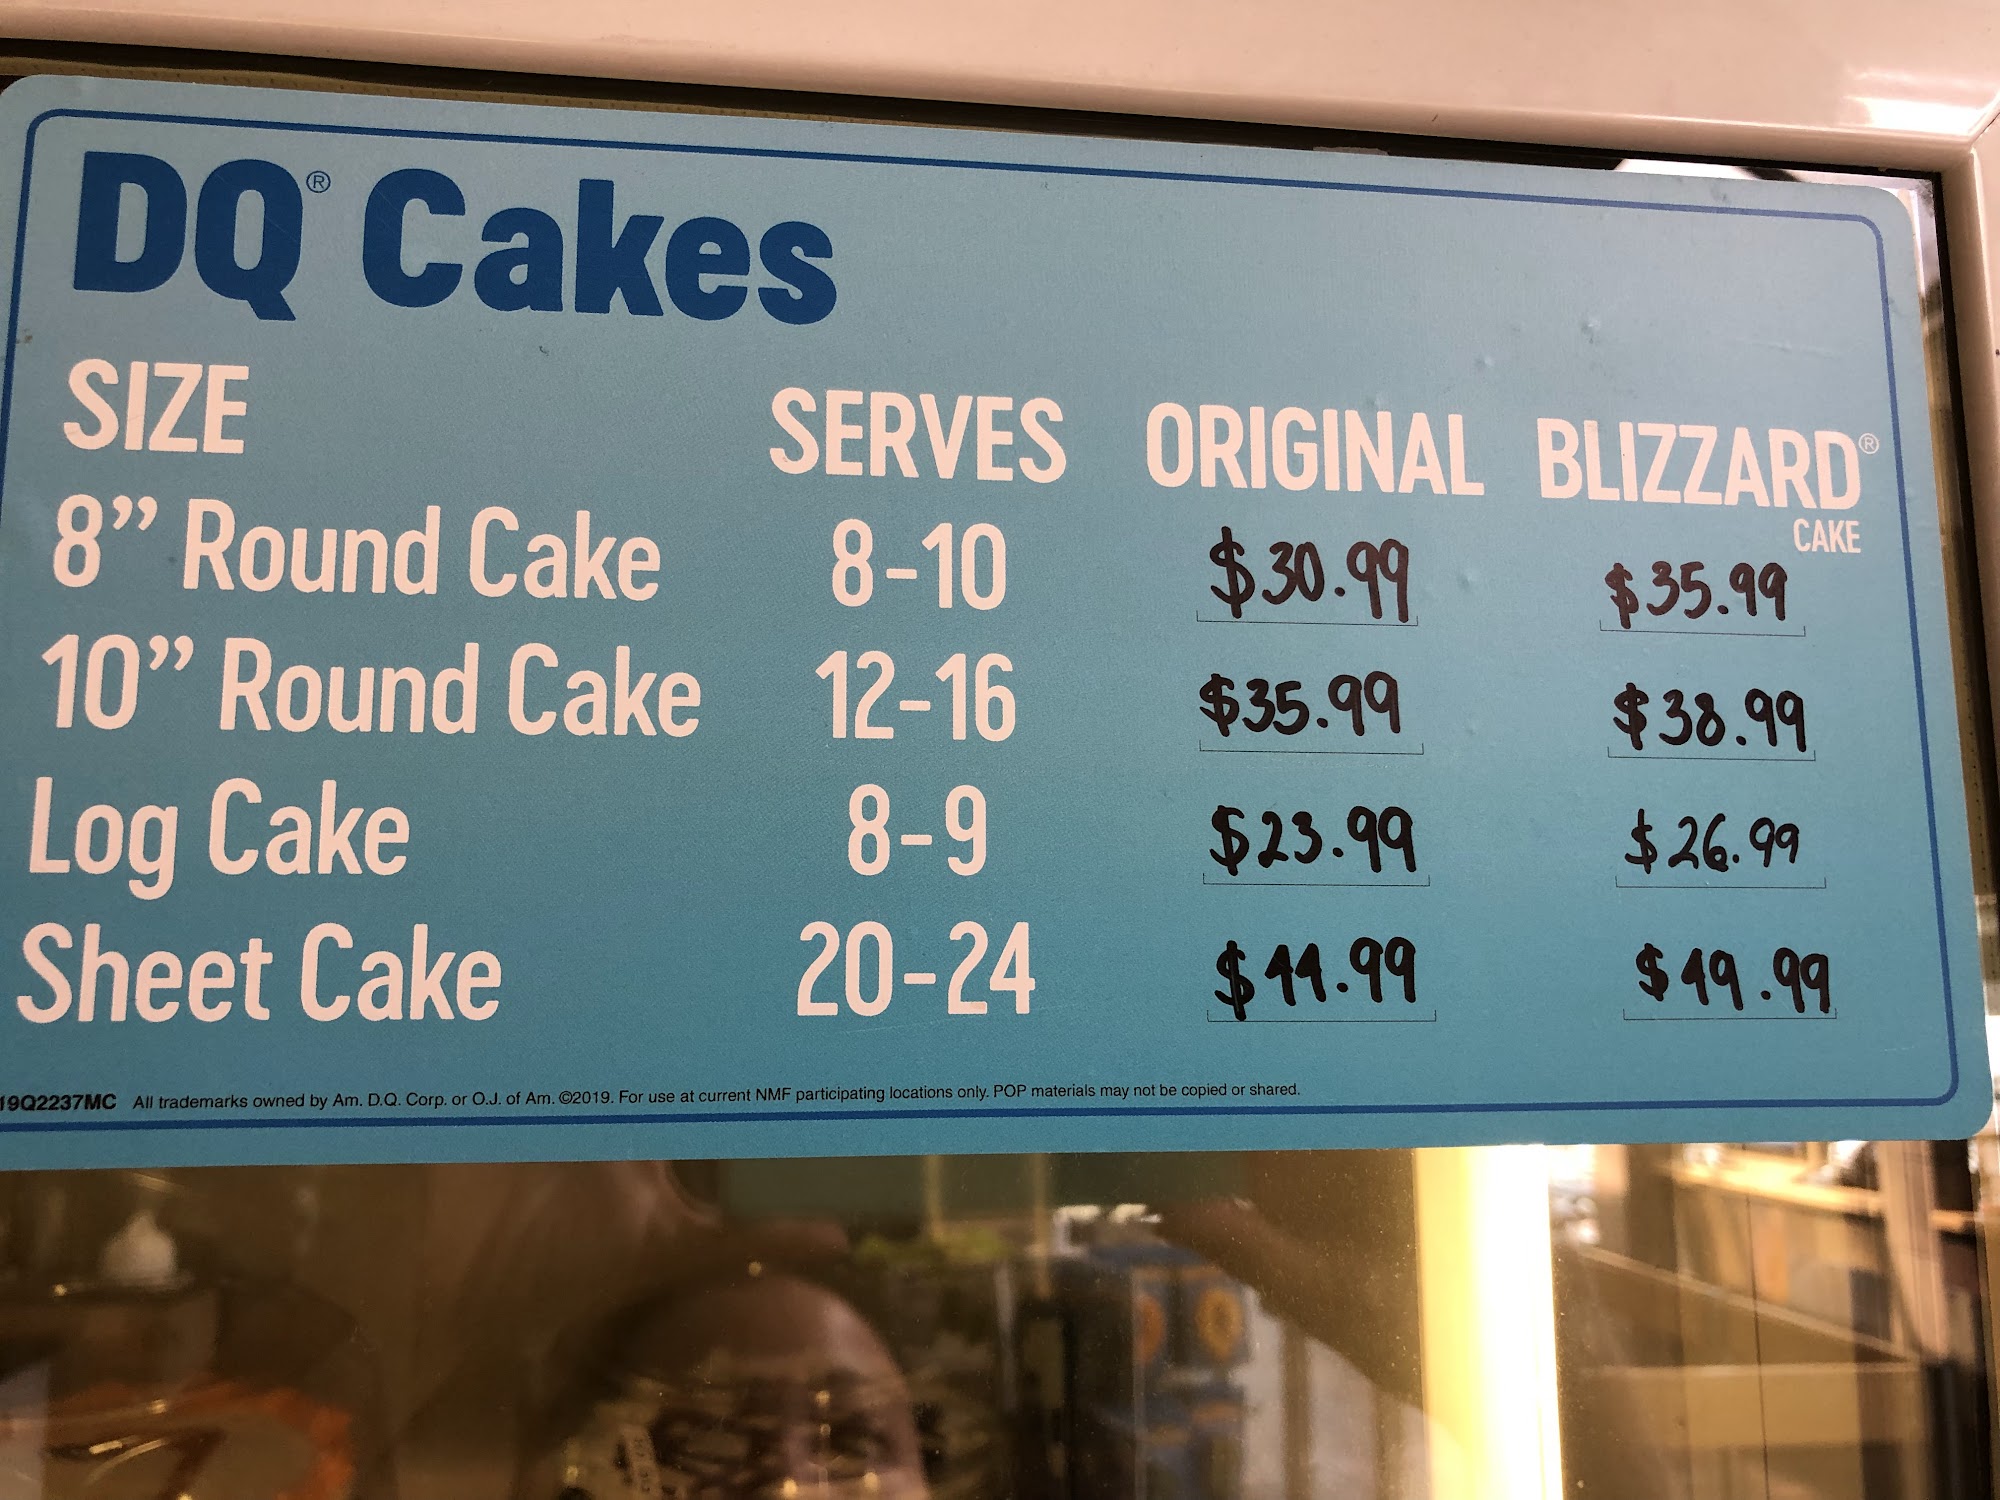 DQ® Cakes
SIZE SERVES ORIGINAL BLIZZARD®
CAKE
8” Round Cake 8-10 $30.99 $35.99
10” Round Cake 12-16 $35.99 $38.99
Log Cake 8-9 $23.99 $26.99
Sheet Cake 20-24 $44.99 $49.99
19Q2237MC All trademarks owned by Am. D.Q. Corp. or O.J. of Am. ©2019. For use at current NMF participating locations only. POP materials may not be copied or shared.